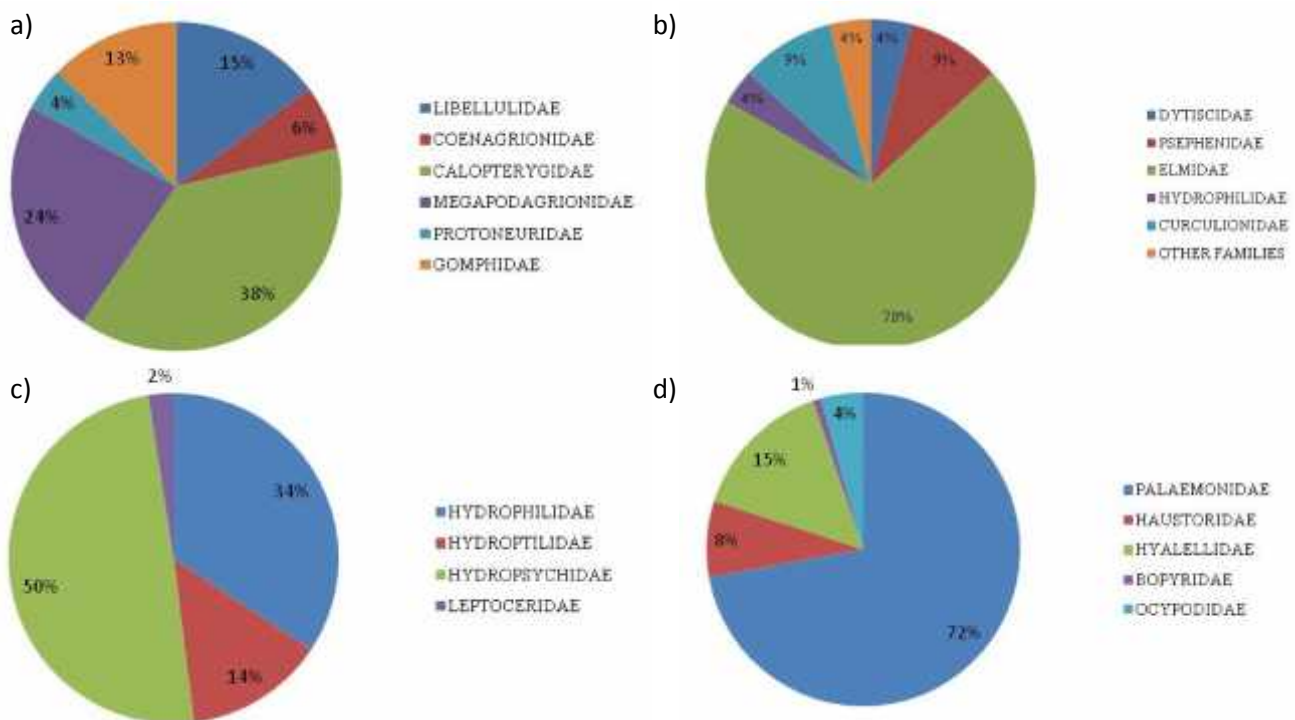 a)
13%
15%
4%
6%
24%
38%
LIBELLULIDAE
COENAGRIONIDAE
CALOPTERYGIDAE
MEGAPODAGRIONIDAE
PROTONEURIDAE
GOMPHIDAE
b)
4%
4%
9%
9%
4%
70%
DYTISCIDAE
PSEPHENIDAE
ELMIDAE
HYDROPHILIDAE
CURCULIONIDAE
OTHER FAMILIES
c)
2%
34%
50%
14%
HYDROPHILIDAE
HYDROPTILIDAE
HYDROPSYCHIDAE
LEPTOCERIDAE
d)
1%
4%
15%
8%
72%
PALAEMONIDAE
HAUSTORIDAE
HYALELLIDAE
BOPYRIDAE
OCYPODIDAE